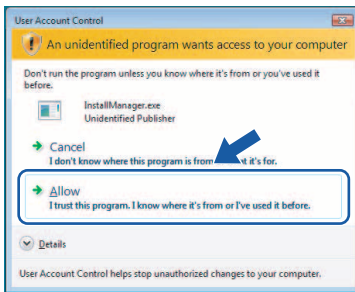 User Account Control
An unidentified program wants access to your computer
Don't run the program unless you know where it's from or you've used it
before.
InstallManager.exe
Unidentified Publisher
Cancel
I don't know where this program is from it's for.
Allow
I trust this program. I know where it's from or I've used it before.
Details
User Account Control helps stop unauthorized changes to your computer.